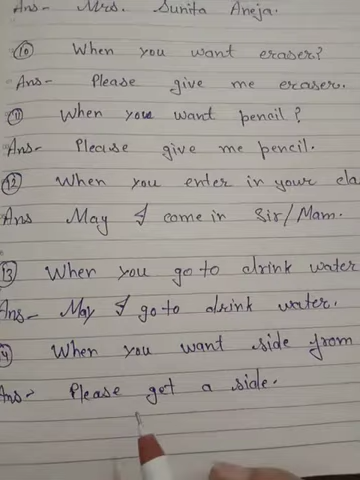 Ans- Mrs. Sunita Aneja.
(10) When you want eraser?
Ans- Please give me eraser.
(11) When you want pencil?
Ans- Please give me pencil.
(12) When you enter in your cla
Ans May I come in Sir/Mam.
(13) When you go to drink water
Ans- May I go to drink water.
4) When you want side from
Ans- Please get a side.